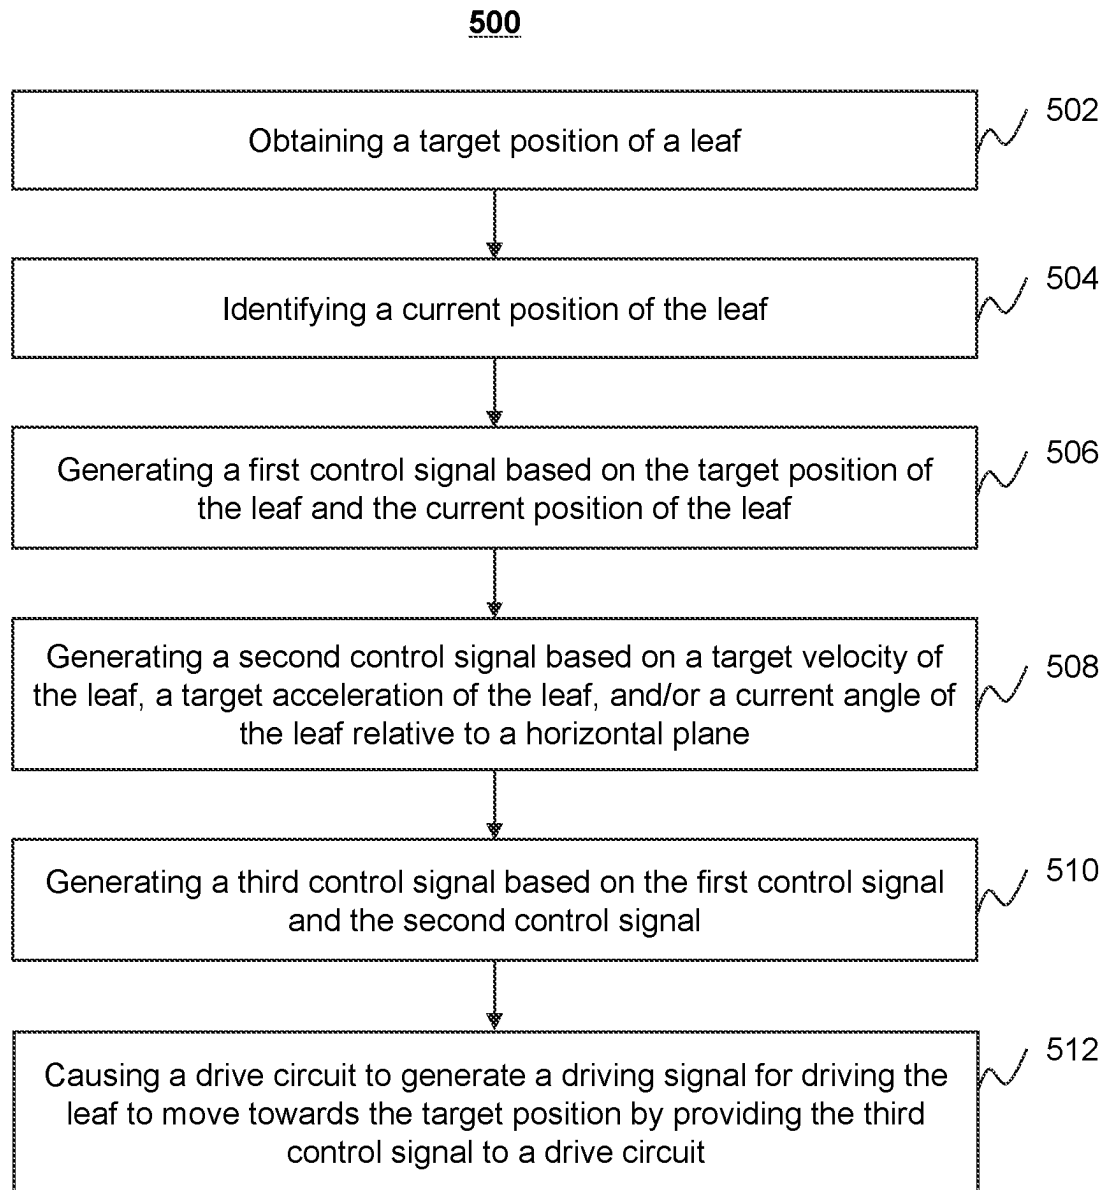 500
Obtaining a target position of a leaf
502
Identifying a current position of the leaf
504
Generating a first control signal based on the target position of
the leaf and the current position of the leaf
506
Generating a second control signal based on a target velocity of
the leaf, a target acceleration of the leaf, and/or a current angle of
the leaf relative to a horizontal plane
508
Generating a third control signal based on the first control signal
and the second control signal
510
Causing a drive circuit to generate a driving signal for driving the
leaf to move towards the target position by providing the third
control signal to a drive circuit
512